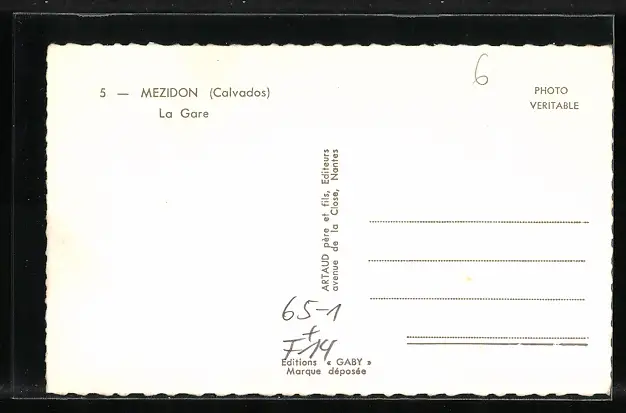 5 — MEZIDON (Calvados)
La Gare
6
PHOTO
VERITABLE
ARTAUD père et fils, Editeurs
avenue de la Close, Nantes
65-1
+
F14
Editions « GABY »
Marque déposée